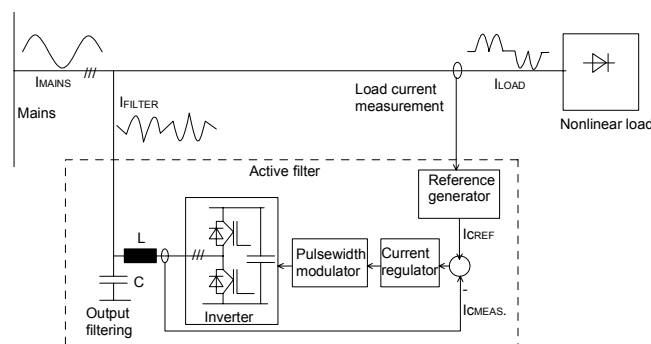 IMAINS
///
Mains
IFILTER
Load current
measurement
ILOAD
Nonlinear load
Active filter
Reference
generator
ICREF
L
///
C
Output
filtering
Inverter
Pulsewidth
modulator
Current
regulator
-
ICMEAS.